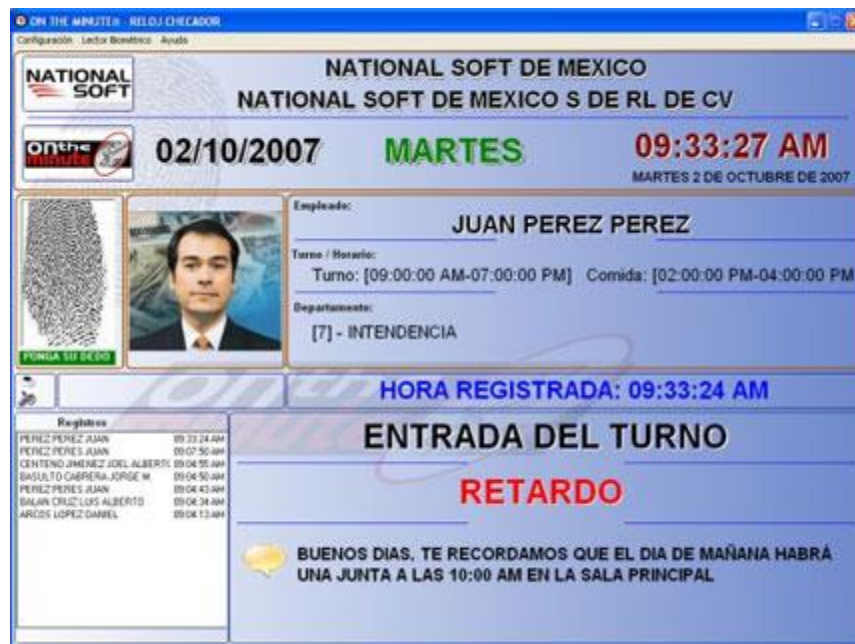 ON THE MINUTE® - RELOJ CHECADOR
Configuración Lector Biométrico Ayuda
NATIONAL
SOFT
NATIONAL SOFT DE MEXICO
NATIONAL SOFT DE MEXICO S DE RL DE CV
ONthe
minute
02/10/2007 MARTES 09:33:27 AM
MARTES 2 DE OCTUBRE DE 2007
PONGA SU DEDO
Empleado:
JUAN PEREZ PEREZ
Turno / Horario:
Turno: [09:00:00 AM-07:00:00 PM] Comida: [02:00:00 PM-04:00:00 PM
Departamento:
[7] - INTENDENCIA
HORA REGISTRADA: 09:33:24 AM
Registros
PEREZ PEREZ JUAN 09:33:24 AM
PEREZ PERES JUAN 09:07:50 AM
CENTENO JIMENEZ JOEL ALBERTO 09:04:55 AM
BASULTO CABRERA JORGE W. 09:04:50 AM
PEREZ PERES JUAN 09:04:43 AM
BALAN CRUZ LUIS ALBERTO 09:04:34 AM
ARCOS LOPEZ DANIEL 09:04:13 AM
ENTRADA DEL TURNO
RETARDO
BUENOS DIAS, TE RECORDAMOS QUE EL DIA DE MAÑANA HABRÁ
UNA JUNTA A LAS 10:00 AM EN LA SALA PRINCIPAL